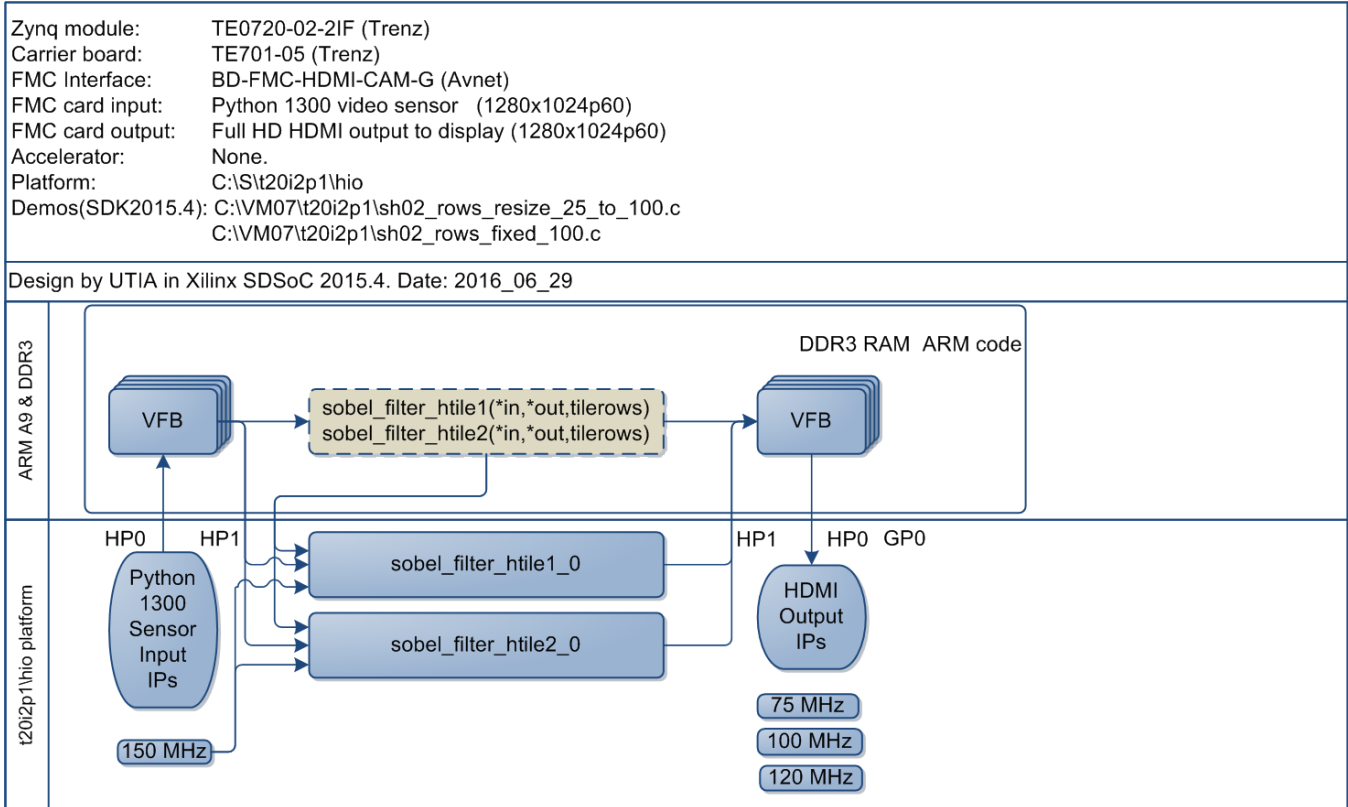 Zynq module: TE0720-02-2IF (Trenz)
Carrier board: TE701-05 (Trenz)
FMC Interface: BD-FMC-HDMI-CAM-G (Avnet)
FMC card input: Python 1300 video sensor (1280x1024p60)
FMC card output: Full HD HDMI output to display (1280x1024p60)
Accelerator: None.
Platform: C:\S\t20i2p1\hio
Demos(SDK2015.4): C:\VM07\t20i2p1\sh02_rows_resize_25_to_100.c
C:\VM07\t20i2p1\sh02_rows_fixed_100.c
Design by UTIA in Xilinx SDSoC 2015.4. Date: 2016_06_29
ARM A9 & DDR3
DDR3 RAM ARM code
VFB
sobel_filter_htile1(*in,*out,tilerows)
sobel_filter_htile2(*in,*out,tilerows)
VFB
t20i2p1\hio platform
HP0 HP1
HP1 HP0 GP0
Python
1300
Sensor
Input
IPs
sobel_filter_htile1_0
sobel_filter_htile2_0
HDMI
Output
IPs
150 MHz
75 MHz
100 MHz
120 MHz